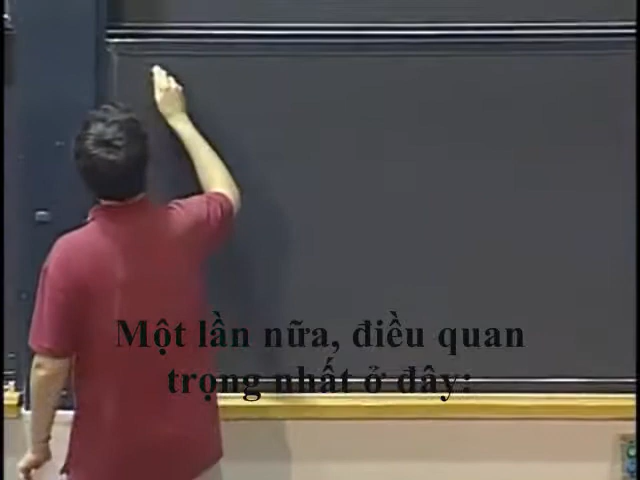 Một lần nữa, điều quan
trọng nhất ở đây: